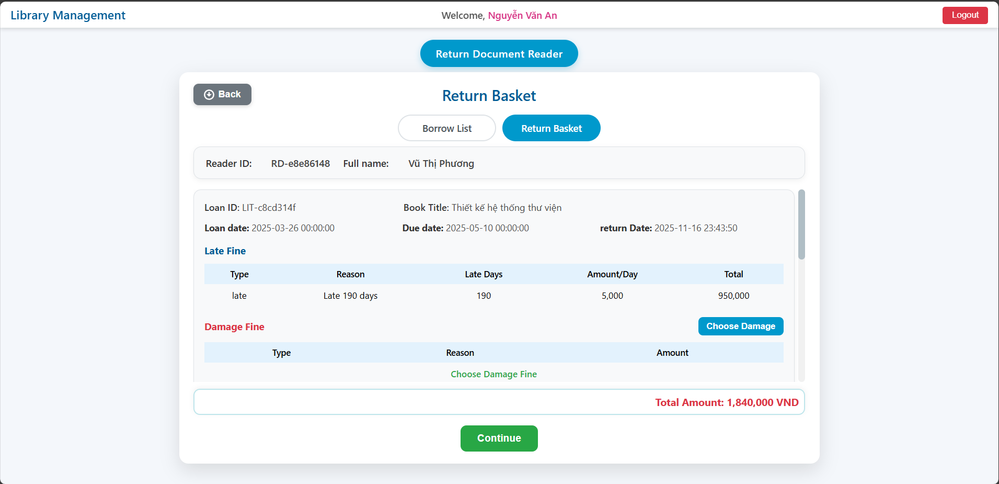 Library Management
Welcome, Nguyễn Văn An
Logout
Return Document Reader
Back
Return Basket
Borrow List
Return Basket
Reader ID: RD-e8e86148 Full name: Vũ Thị Phương
Loan ID: LIT-c8cd314f Book Title: Thiết kế hệ thống thư viện
Loan date: 2025-03-26 00:00:00 Due date: 2025-05-10 00:00:00 return Date: 2025-11-16 23:43:50
Late Fine
Type Reason Late Days Amount/Day Total
late Late 190 days 190 5,000 950,000
Damage Fine
Choose Damage
Type Reason Amount
Choose Damage Fine
Total Amount: 1,840,000 VND
Continue